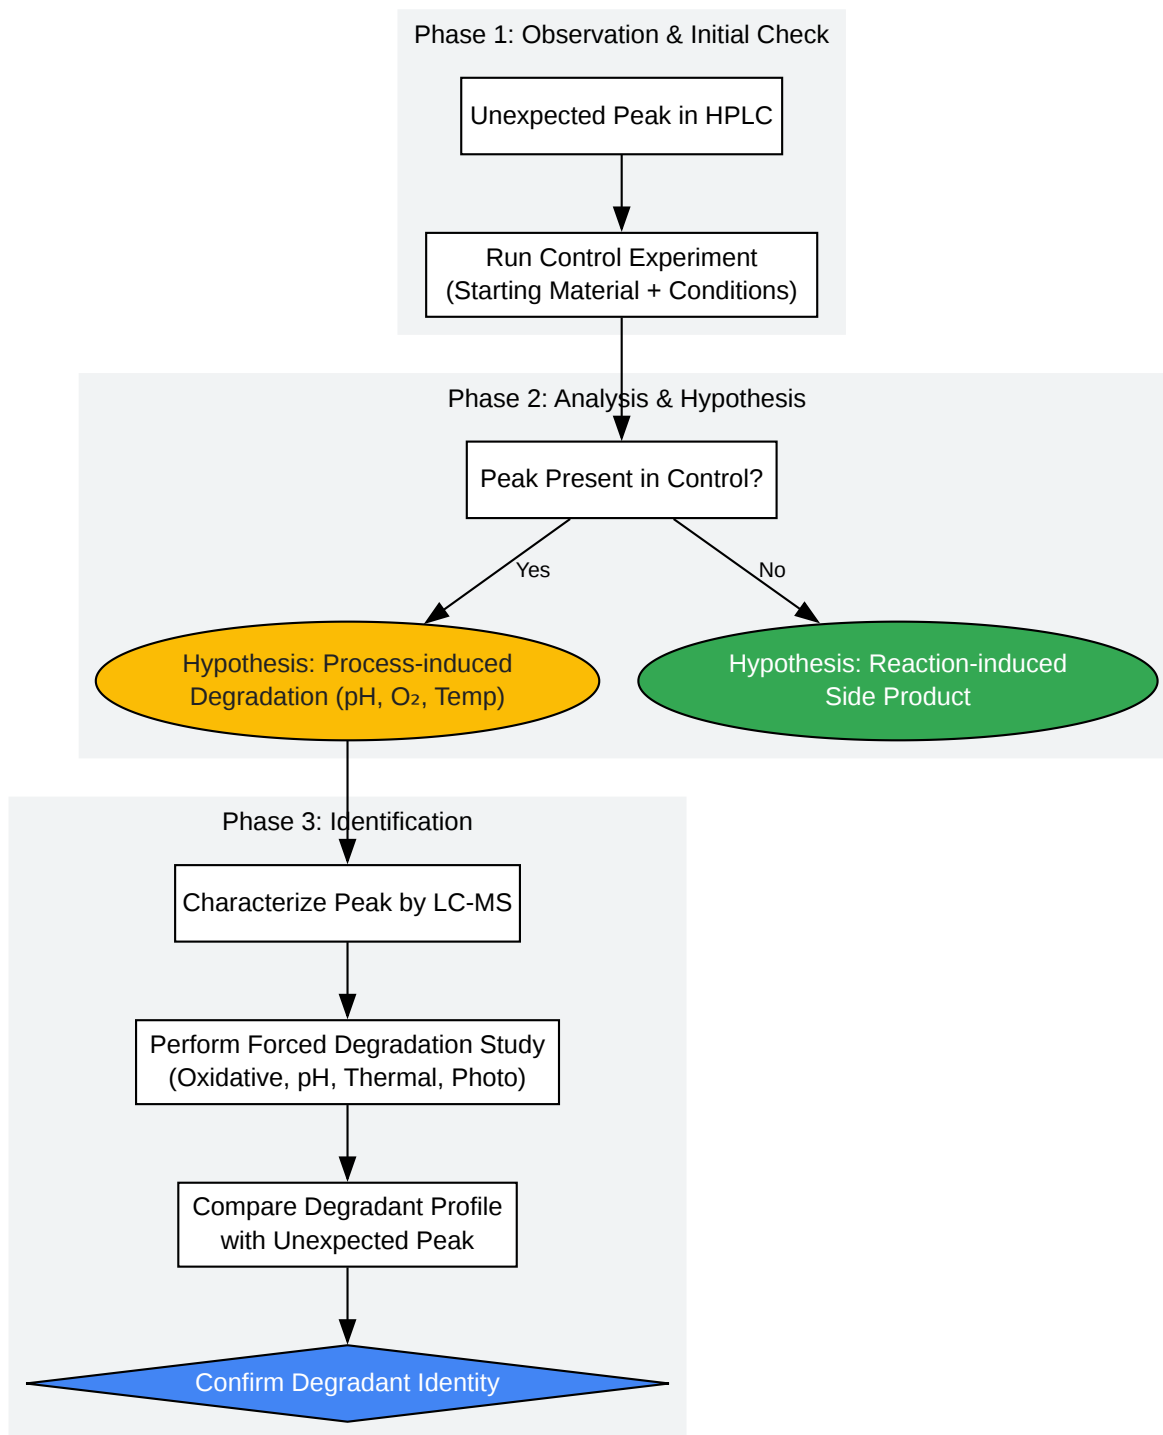 Phase 1: Observation & Initial Check
Unexpected Peak in HPLC
Run Control Experiment
(Starting Material + Conditions)
Phase 2: Analysis & Hypothesis
Peak Present in Control?
Yes
No
Hypothesis: Process-induced
Degradation (pH, O₂, Temp)
Hypothesis: Reaction-induced
Side Product
Phase 3: Identification
Characterize Peak by LC-MS
Perform Forced Degradation Study
(Oxidative, pH, Thermal, Photo)
Compare Degradant Profile
with Unexpected Peak
Confirm Degradant Identity